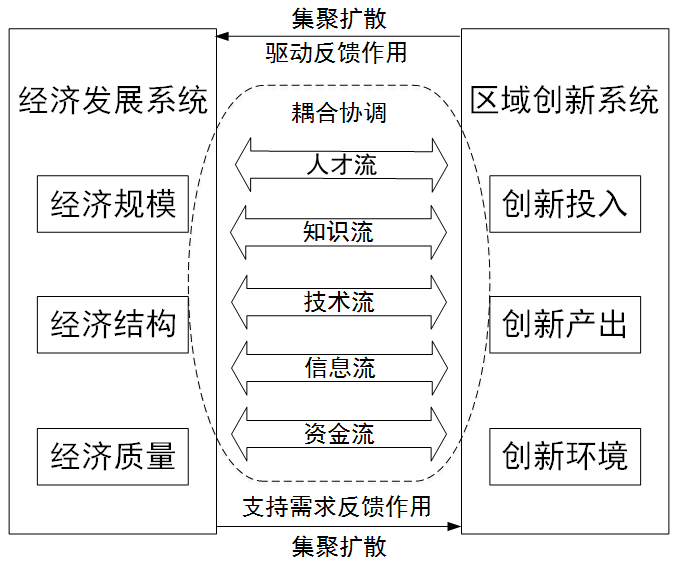 集聚扩散
驱动反馈作用
经济发展系统
区域创新系统
耦合协调
人才流
经济规模
创新投入
知识流
技术流
经济结构
创新产出
信息流
资金流
经济质量
创新环境
支持需求反馈作用
集聚扩散